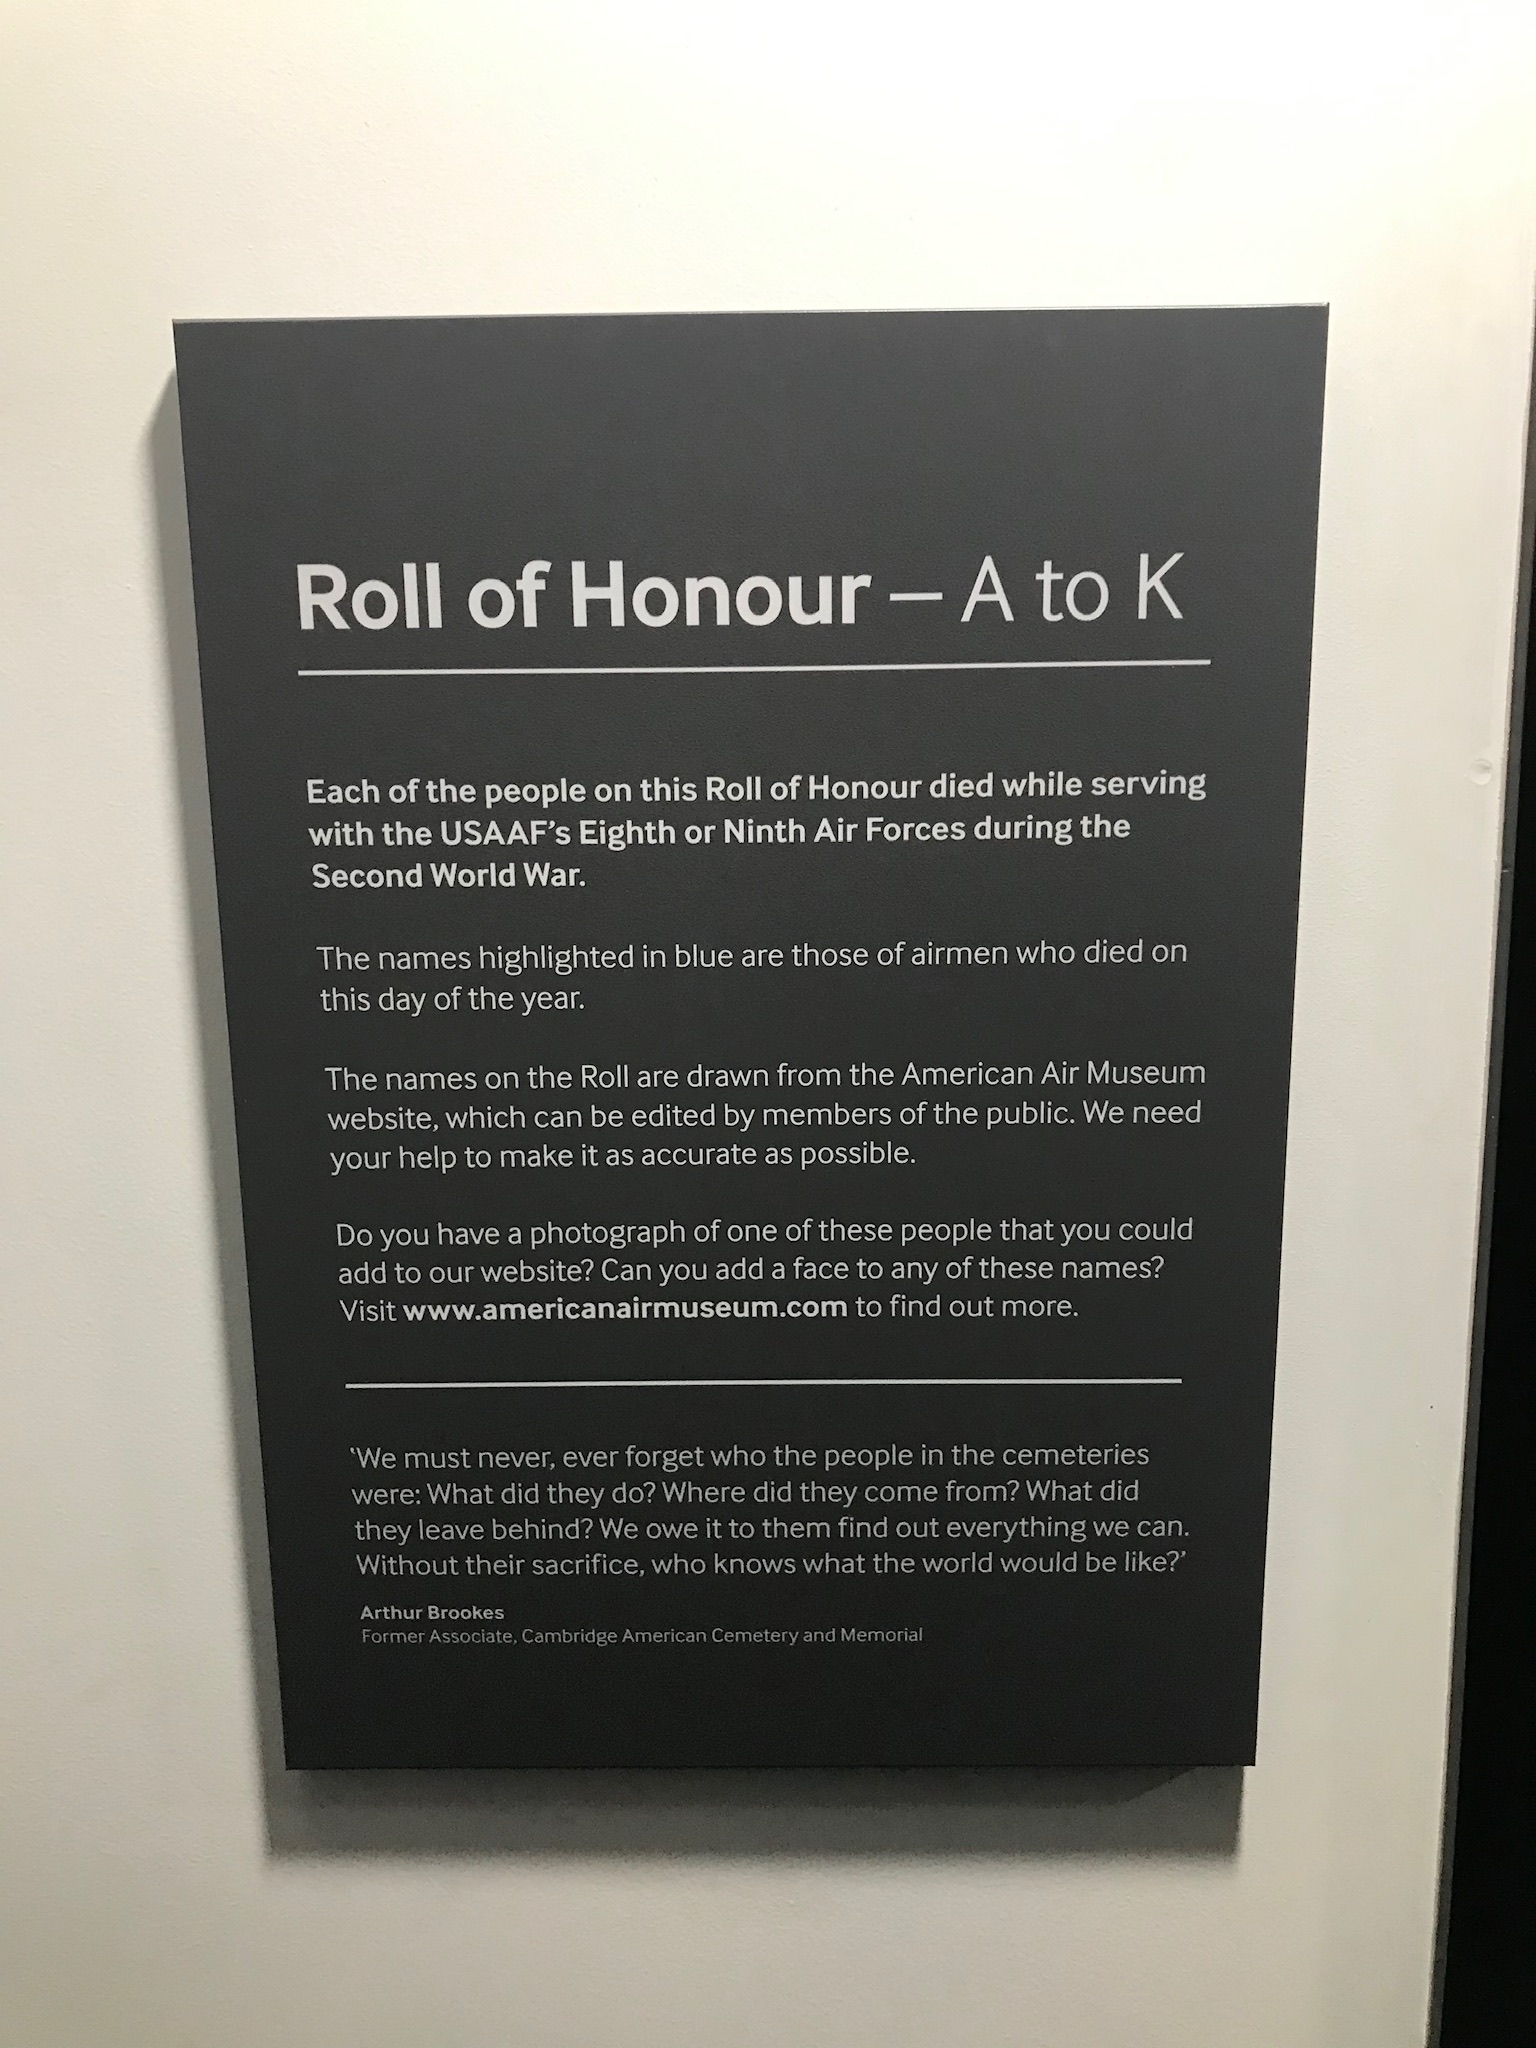 Roll of Honour – A to K
Each of the people on this Roll of Honour died while serving
with the USAAF's Eighth or Ninth Air Forces during the
Second World War.
The names highlighted in blue are those of airmen who died on
this day of the year.
The names on the Roll are drawn from the American Air Museum
website, which can be edited by members of the public. We need
your help to make it as accurate as possible.
Do you have a photograph of one of these people that you could
add to our website? Can you add a face to any of these names?
Visit www.americanairmuseum.com to find out more.
‘We must never, ever forget who the people in the cemeteries
were: What did they do? Where did they come from? What did
they leave behind? We owe it to them find out everything we can.
Without their sacrifice, who knows what the world would be like?’
Arthur Brookes
Former Associate, Cambridge American Cemetery and Memorial